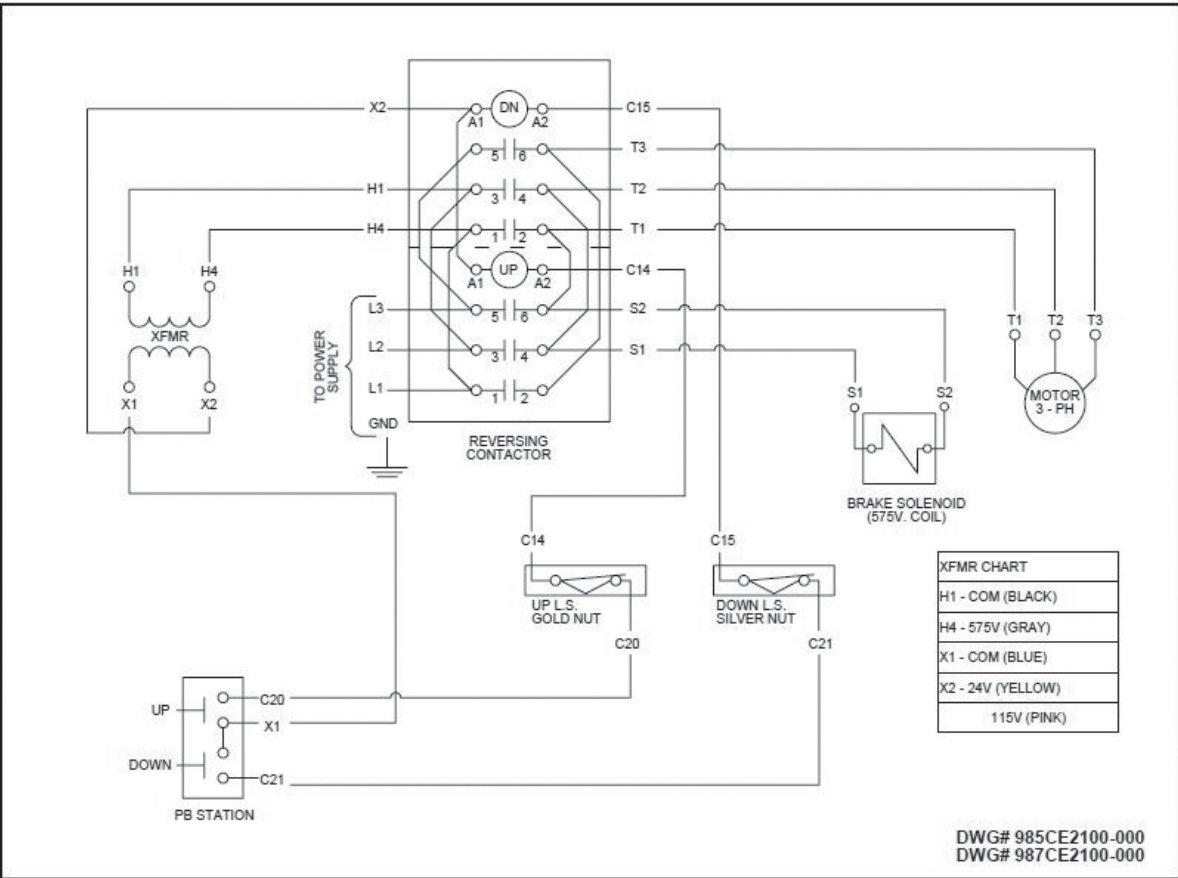 X2
DN
C15
A1
A2
5
6
T3
H1
3
4
T2
H4
1
2
T1
UP
C14
A1
A2
H1
H4
XFMR
X1
X2
TO POWER
SUPPLY
L3
5
6
S2
L2
3
4
S1
L1
1
2
GND
REVERSING
CONTACTOR
T1
T2
T3
MOTOR
3 - PH
S1
S2
BRAKE SOLENOID
(575V. COIL)
C14
C15
UP L.S.
GOLD NUT
DOWN L.S.
SILVER NUT
C20
C21
XFMR CHART
H1 - COM (BLACK)
H4 - 575V (GRAY)
X1 - COM (BLUE)
X2 - 24V (YELLOW)
115V (PINK)
UP
C20
X1
DOWN
C21
PB STATION
DWG# 985CE2100-000
DWG# 987CE2100-000